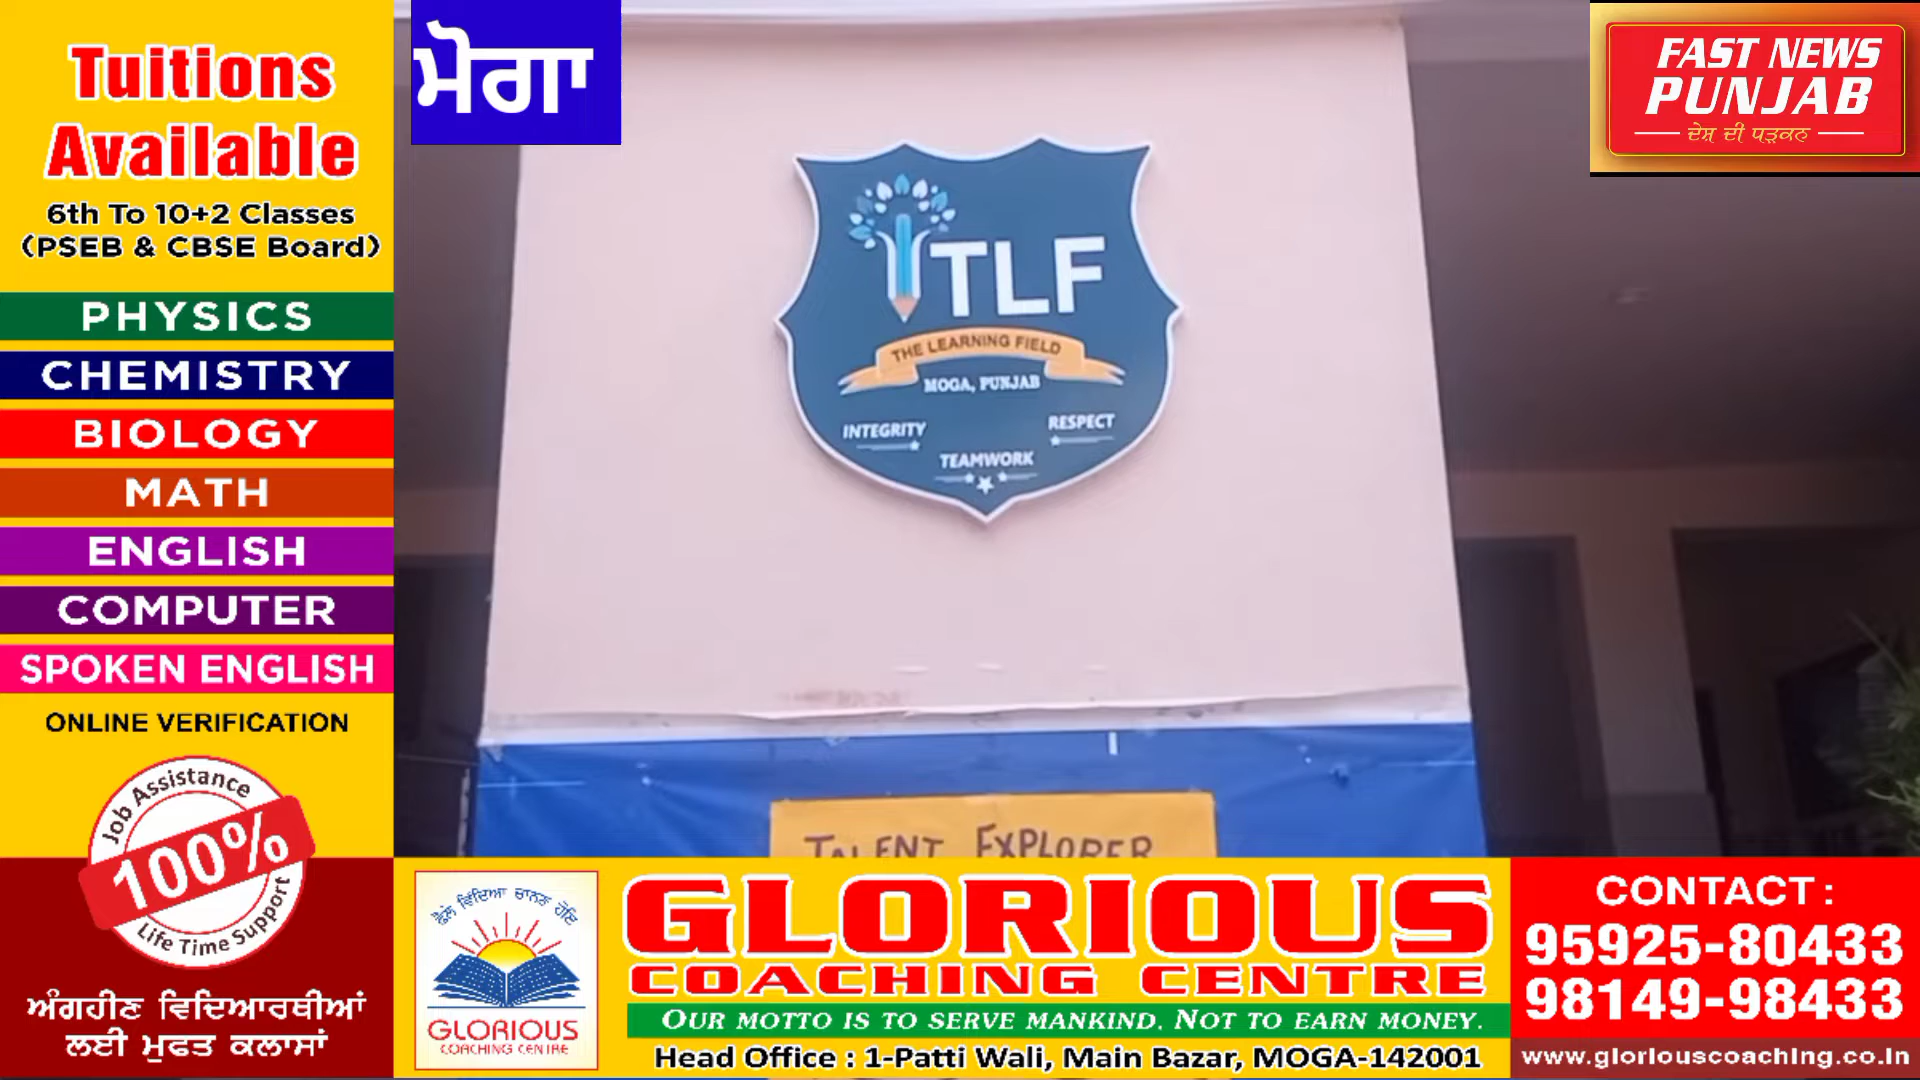 Tuitions
Available
6th To 10+2 Classes
(PSEB & CBSE Board)
PHYSICS
CHEMISTRY
BIOLOGY
MATH
ENGLISH
COMPUTER
SPOKEN ENGLISH
ONLINE VERIFICATION
Job Assistance
100%
Life Time Support
ਅੰਗਹੀਣ ਵਿਦਿਆਰਥੀਆਂ
ਲਈ ਮੁਫਤ ਕਲਾਸਾਂ
ਮੋਗਾ
FAST NEWS
PUNJAB
ਦੇਸ਼ ਦੀ ਧੜਕਣ
TLF
THE LEARNING FIELD
MOGA, PUNJAB
INTEGRITY
RESPECT
TEAMWORK
TALENT EXPLORER
ਫੈਲੇ ਵਿੱਦਿਆ ਚਾਨਣ ਹੋਇ
GLORIOUS
COACHING CENTRE
GLORIOUS
COACHING CENTRE
OUR MOTTO IS TO SERVE MANKIND. NOT TO EARN MONEY.
Head Office : 1-Patti Wali, Main Bazar, MOGA-142001
CONTACT :
95925-80433
98149-98433
www.gloriouscoaching.co.in